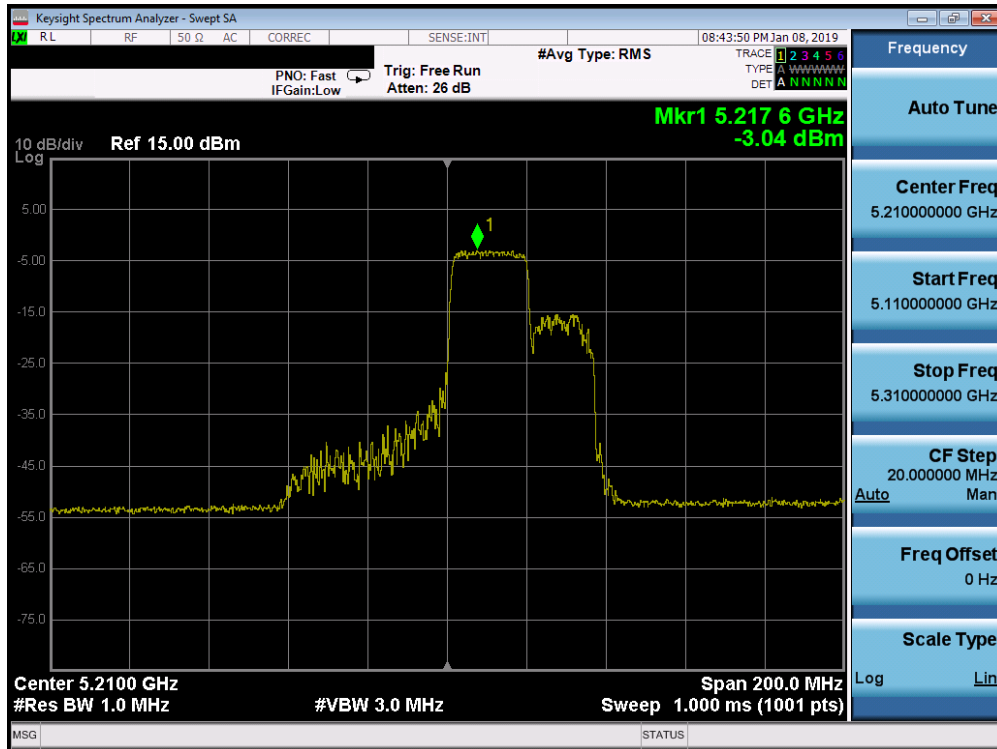 Keysight Spectrum Analyzer - Swept SA
LXI RL RF 50 Ω AC CORREC SENSE:INT 08:43:50 PM Jan 08, 2019
#Avg Type: RMS TRACE 1 2 3 4 5 6
PNO: Fast Trig: Free Run TYPE A WWWWW
IFGain:Low Atten: 26 dB DET A N N N N N
Mkr1 5.217 6 GHz
-3.04 dBm
10 dB/div Ref 15.00 dBm
Log
1
5.00
-5.00
-15.0
-25.0
-35.0
-45.0
-55.0
-65.0
-75.0
Center 5.2100 GHz Span 200.0 MHz
#Res BW 1.0 MHz #VBW 3.0 MHz Sweep 1.000 ms (1001 pts)
MSG STATUS
Frequency
Auto Tune
Center Freq
5.210000000 GHz
Start Freq
5.110000000 GHz
Stop Freq
5.310000000 GHz
CF Step
20.000000 MHz
Auto Man
Freq Offset
0 Hz
Scale Type
Log Lin